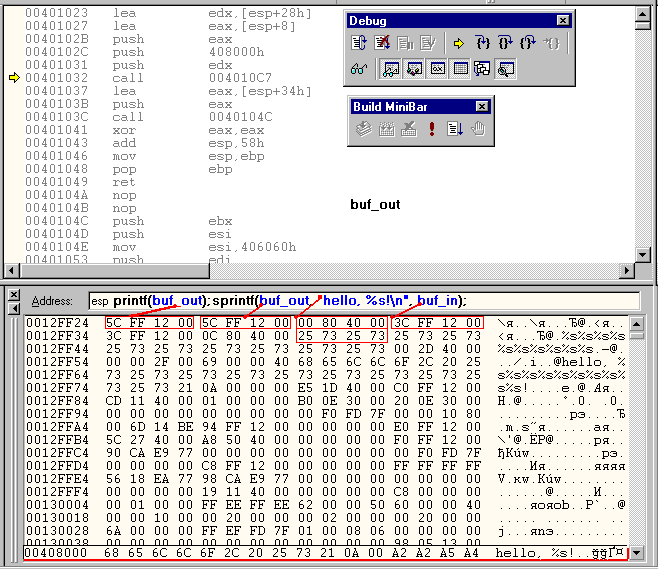 00401023 lea edx,[esp+28h]
00401027 lea eax,[esp+8]
0040102B push eax
0040102C push 408000h
00401031 push edx
00401032 call 004010C7
00401037 lea eax,[esp+34h]
0040103B push eax
0040103C call 0040104C
00401041 xor eax,eax
00401043 add esp,58h
00401046 mov esp,ebp
00401048 pop ebp
00401049 ret
0040104A nop
0040104B nop
0040104C push ebx
0040104D push esi
0040104E mov esi,406060h
00401053 push edi
Debug
Build MiniBar
buf_out
Address: esp printf(buf_out);sprintf(buf_out, "hello, %s!\n", buf_in);
0012FF24 5C FF 12 00 5C FF 12 00 00 80 40 00 3C FF 12 00 \я..\я...Ђ@.<я..
0012FF34 3C FF 12 00 0C 80 40 00 25 73 25 73 25 73 25 73 <я...Ђ@.%s%s%s%s
0012FF44 25 73 25 73 25 73 25 73 25 73 25 73 00 2D 40 00 %s%s%s%s%s%s.-@.
0012FF54 00 00 2F 00 69 00 00 40 68 65 6C 6C 6F 2C 20 25 ../.i..@hello, %
0012FF64 73 25 73 25 73 25 73 25 73 25 73 25 73 25 73 25 s%s%s%s%s%s%s%s%
0012FF74 73 25 73 21 0A 00 00 00 E5 1D 40 00 C0 FF 12 00 s%s!....е.@.Ая..
0012FF84 CD 11 40 00 01 00 00 00 B0 0E 30 00 20 0E 30 00 Н.@.....°.0. .0.
0012FF94 00 00 00 00 00 00 00 00 00 F0 FD 7F 00 00 10 80 .........рэ....Ђ
0012FFA4 00 6D 14 BE 94 FF 12 00 00 00 00 00 E0 FF 12 00 .m.ѕ"я......ая..
0012FFB4 5C 27 40 00 A8 50 40 00 00 00 00 00 F0 FF 12 00 \'@.ЁP@.....ря..
0012FFC4 90 CA E9 77 00 00 00 00 00 00 00 00 00 F0 FD 7F ђКйw.........рэ.
0012FFD4 00 00 00 00 C8 FF 12 00 00 00 00 00 FF FF FF FF ....Ия......яяяя
0012FFE4 56 18 EA 77 98 CA E9 77 00 00 00 00 00 00 00 00 V.кw.Кйw........
0012FFF4 00 00 00 00 19 11 40 00 00 00 00 00 C8 00 00 00 ......@.....И...
00130004 00 01 00 00 FF EE FF EE 62 00 00 00 50 60 00 00 40
00130018 00 00 10 00 00 20 00 00 00 02 00 00 00 20 00 00
00130028 6A 00 00 00 FF EF FD 7F 01 00 08 06 00 00 00 00
00408000 68 65 6C 6C 6F 2C 20 25 73 21 0A 00 A2 A2 A5 A4 hello, %s!..ўўҐ¤